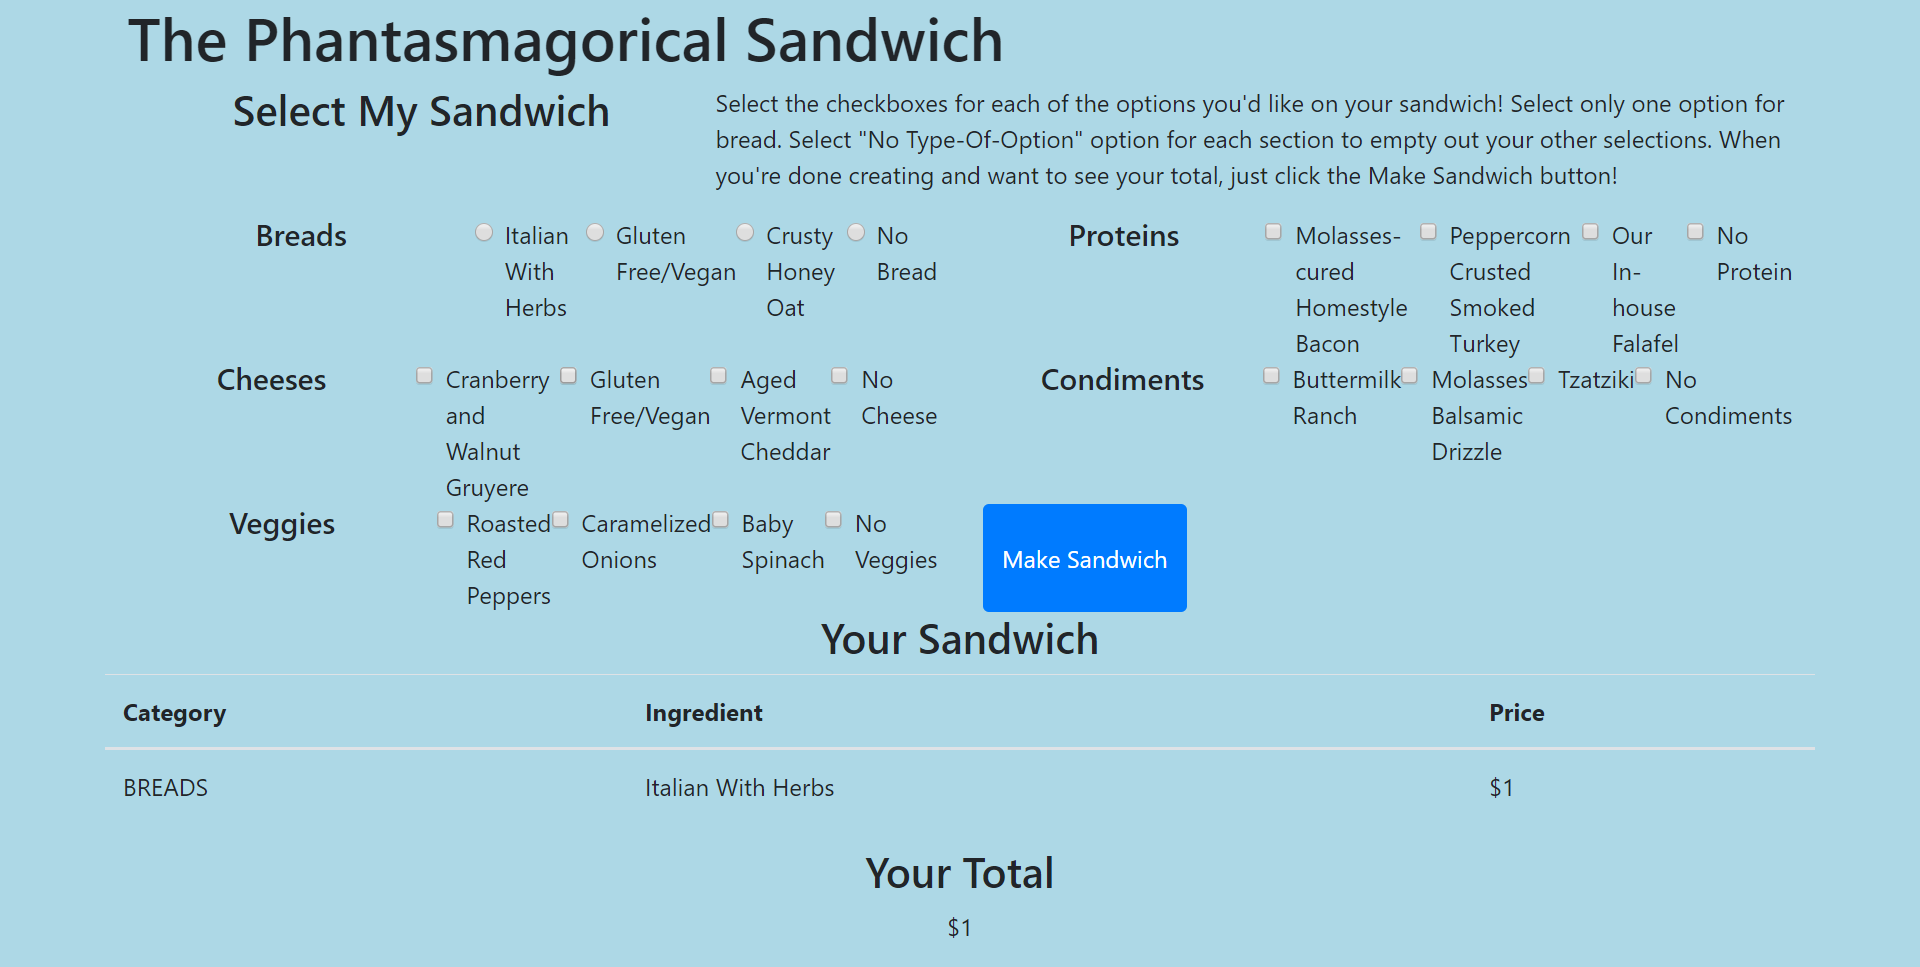 The Phantasmagorical Sandwich
Select My Sandwich
Select the checkboxes for each of the options you'd like on your sandwich! Select only one option for
bread. Select "No Type-Of-Option" option for each section to empty out your other selections. When
you're done creating and want to see your total, just click the Make Sandwich button!
Breads
Italian
With
Herbs
Gluten
Free/Vegan
Crusty
Honey
Oat
No
Bread
Proteins
Molasses-
cured
Homestyle
Bacon
Peppercorn
Crusted
Smoked
Turkey
Our
In-
house
Falafel
No
Protein
Cheeses
Cranberry
and
Walnut
Gruyere
Gluten
Free/Vegan
Aged
Vermont
Cheddar
No
Cheese
Condiments
Buttermilk
Ranch
Molasses
Balsamic
Drizzle
Tzatziki
No
Condiments
Veggies
Roasted
Red
Peppers
Caramelized
Onions
Baby
Spinach
No
Veggies
Make Sandwich
Your Sandwich
Category Ingredient Price
BREADS Italian With Herbs $1
Your Total
$1